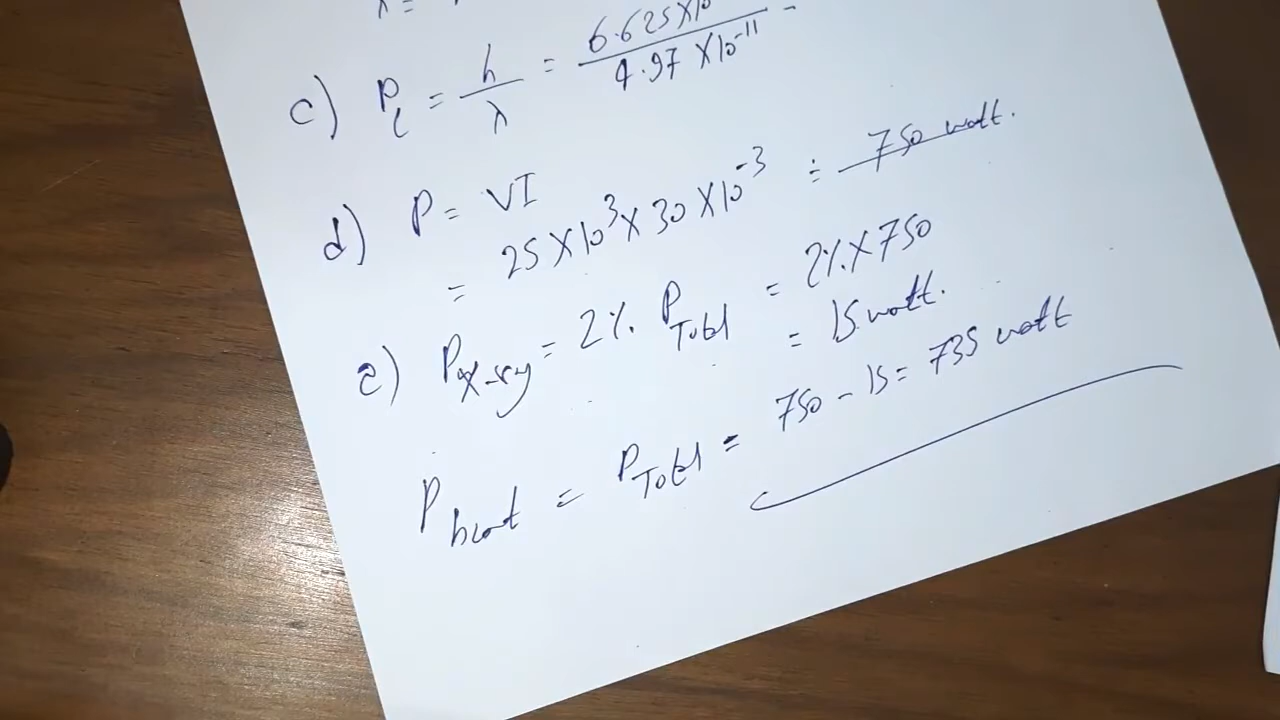 λ =
c) P_L = h/λ = 6.625 × 10 / 4.97 × 10⁻¹¹ =
d) P = VI
= 25 × 10³ × 30 × 10⁻³ = 750 watt.
e) P_X-ray = 2% P_Total = 2% × 750
= 15 watt.
P_heat = P_Total = 750 - 15 = 735 watt